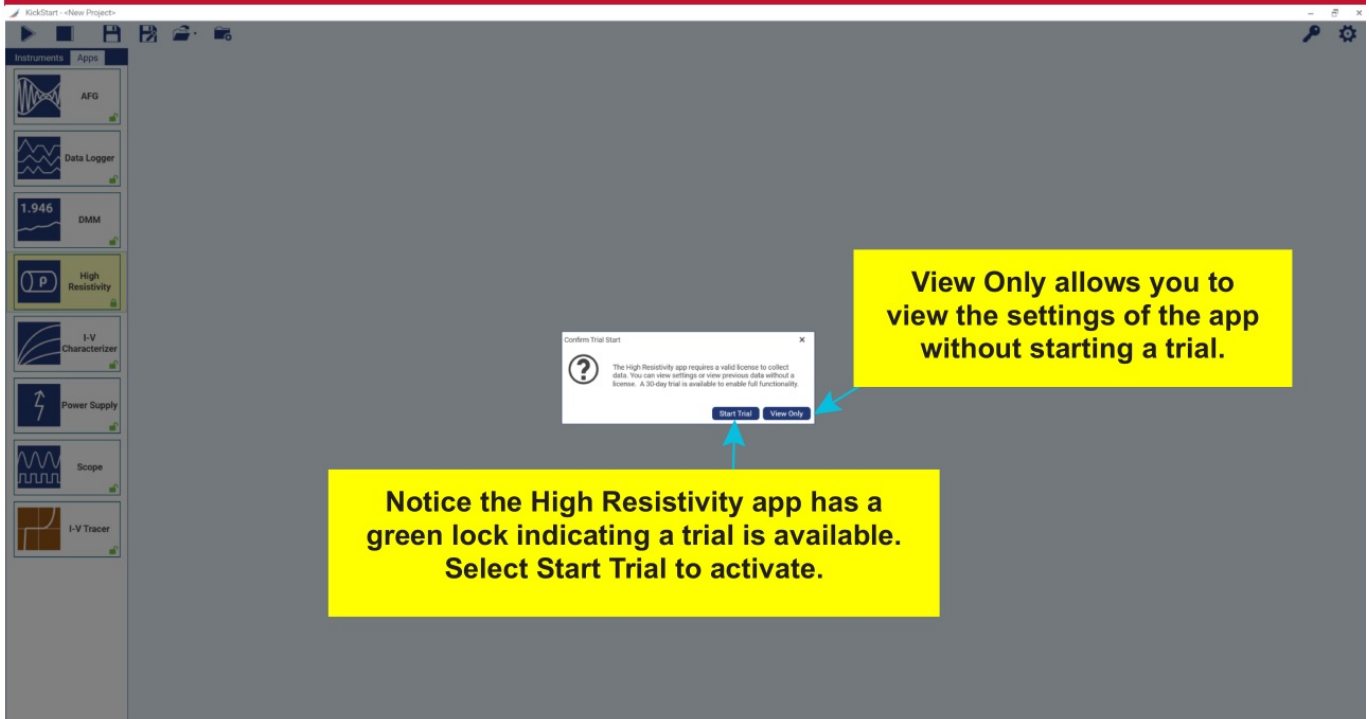 KickStart - <New Project>
Instruments Apps
AFG
Data Logger
1.946
DMM
ρ
High
Resistivity
I-V
Characterizer
Power Supply
Scope
I-V Tracer
Confirm Trial Start
The High Resistivity app requires a valid license to collect
data. You can view settings or view previous data without a
license. A 30-day trial is available to enable full functionality.
Start Trial View Only
View Only allows you to
view the settings of the app
without starting a trial.
Notice the High Resistivity app has a
green lock indicating a trial is available.
Select Start Trial to activate.